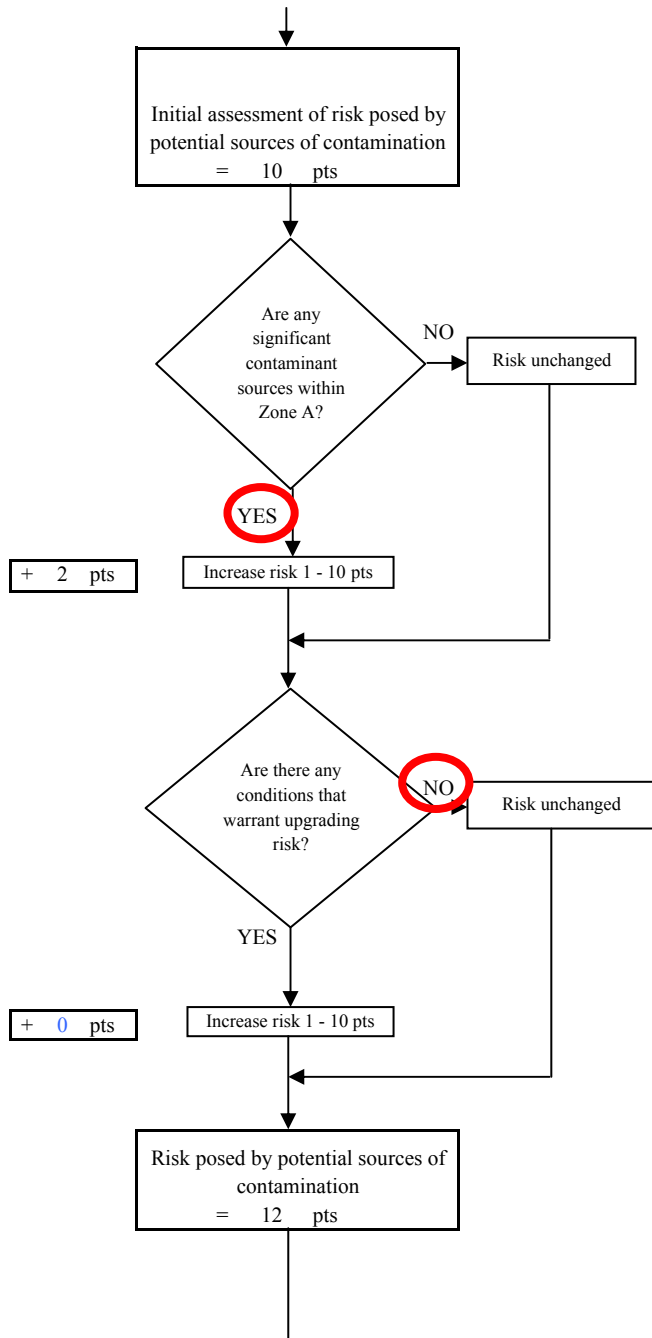 Initial assessment of risk posed by
potential sources of contamination
= 10 pts
Are any
significant
contaminant
sources within
Zone A?
NO
Risk unchanged
YES
+ 2 pts
Increase risk 1 - 10 pts
Are there any
conditions that
warrant upgrading
risk?
NO
Risk unchanged
YES
+ 0 pts
Increase risk 1 - 10 pts
Risk posed by potential sources of
contamination
= 12 pts